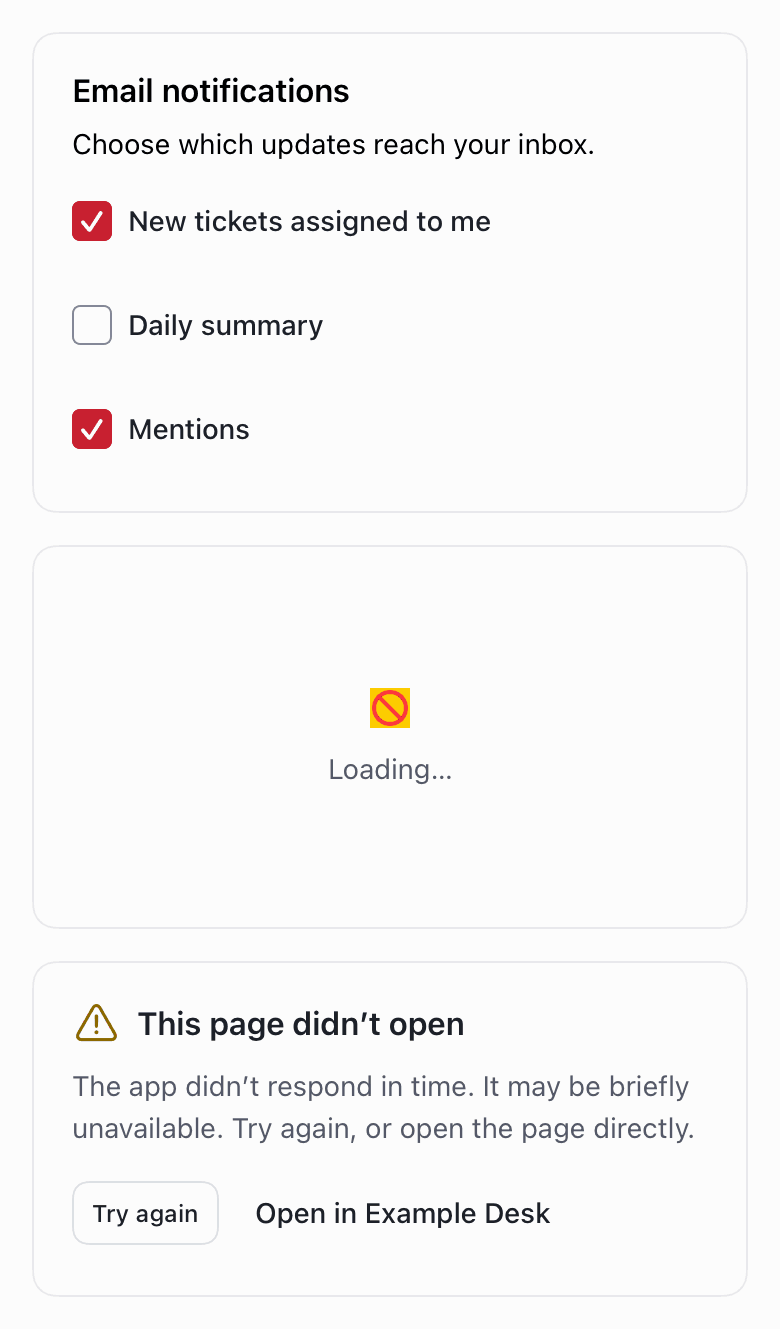 Email notifications
Choose which updates reach your inbox.
New tickets assigned to me
Daily summary
Mentions
Loading…
This page didn’t open
The app didn’t respond in time. It may be briefly
unavailable. Try again, or open the page directly.
Try again
Open in Example Desk